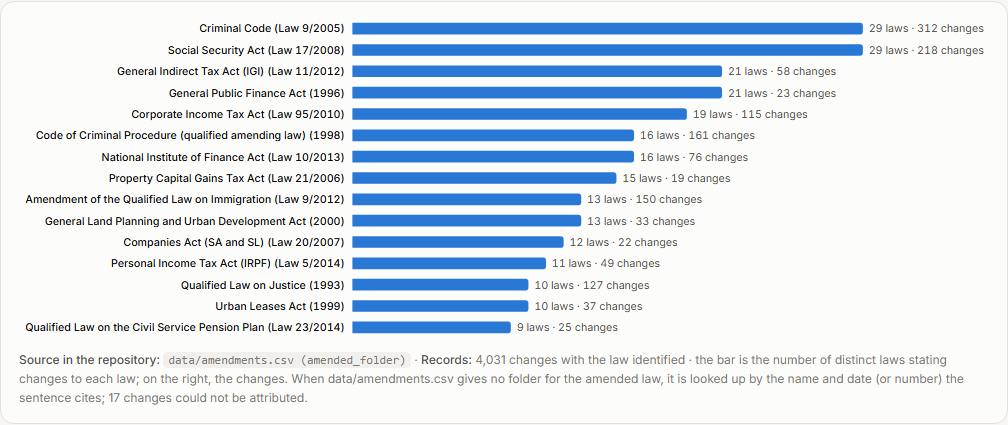 Criminal Code (Law 9/2005) 29 laws · 312 changes
Social Security Act (Law 17/2008) 29 laws · 218 changes
General Indirect Tax Act (IGI) (Law 11/2012) 21 laws · 58 changes
General Public Finance Act (1996) 21 laws · 23 changes
Corporate Income Tax Act (Law 95/2010) 19 laws · 115 changes
Code of Criminal Procedure (qualified amending law) (1998) 16 laws · 161 changes
National Institute of Finance Act (Law 10/2013) 16 laws · 76 changes
Property Capital Gains Tax Act (Law 21/2006) 15 laws · 19 changes
Amendment of the Qualified Law on Immigration (Law 9/2012) 13 laws · 150 changes
General Land Planning and Urban Development Act (2000) 13 laws · 33 changes
Companies Act (SA and SL) (Law 20/2007) 12 laws · 22 changes
Personal Income Tax Act (IRPF) (Law 5/2014) 11 laws · 49 changes
Qualified Law on Justice (1993) 10 laws · 127 changes
Urban Leases Act (1999) 10 laws · 37 changes
Qualified Law on the Civil Service Pension Plan (Law 23/2014) 9 laws · 25 changes
Source in the repository: data/amendments.csv (amended_folder) · Records: 4,031 changes with the law identified · the bar is the number of distinct laws stating
changes to each law; on the right, the changes. When data/amendments.csv gives no folder for the amended law, it is looked up by the name and date (or number) the
sentence cites; 17 changes could not be attributed.